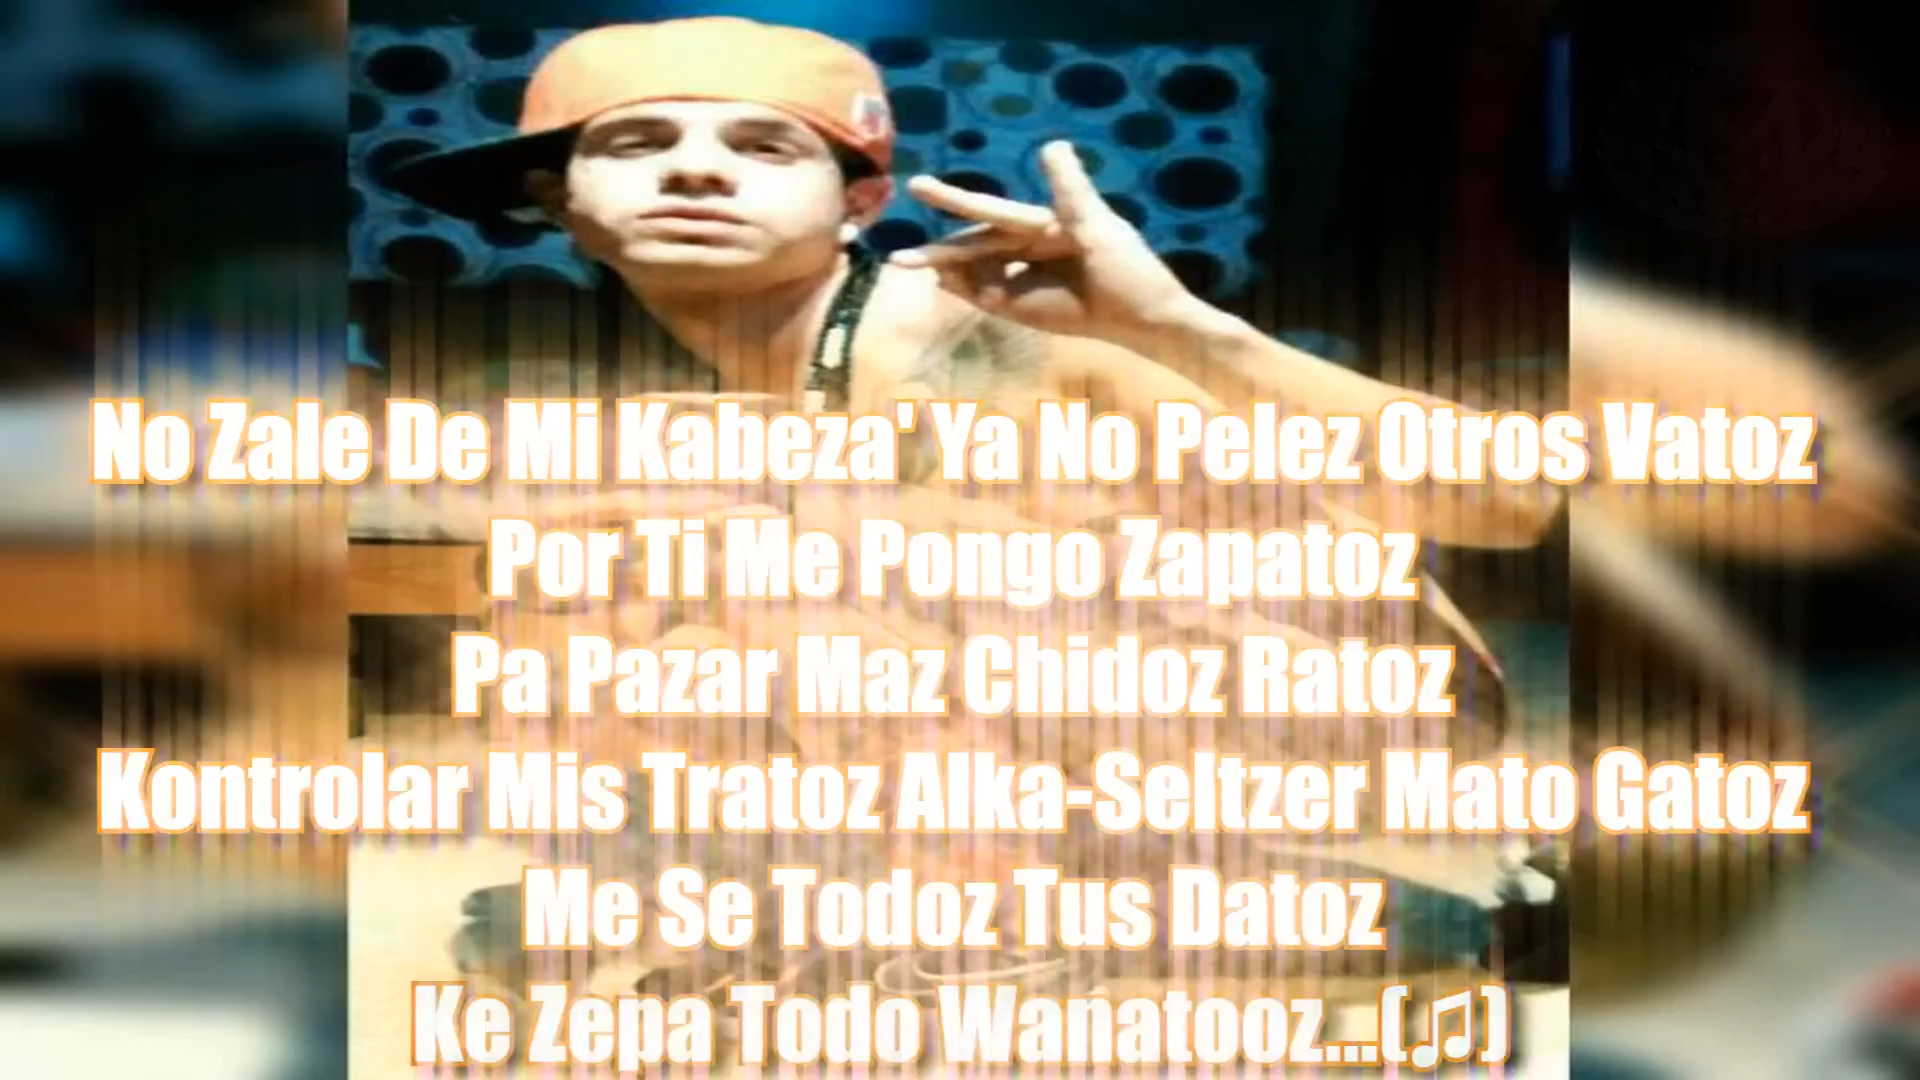 No Zale De Mi Kabeza' Ya No Pelez Otros Vatoz
Por Ti Me Pongo Zapatoz
Pa Pazar Maz Chidoz Ratoz
Kontrolar Mis Tratoz Alka-Seltzer Mato Gatoz
Me Se Todoz Tus Datoz
Ke Zepa Todo Wanatooz...(♫)